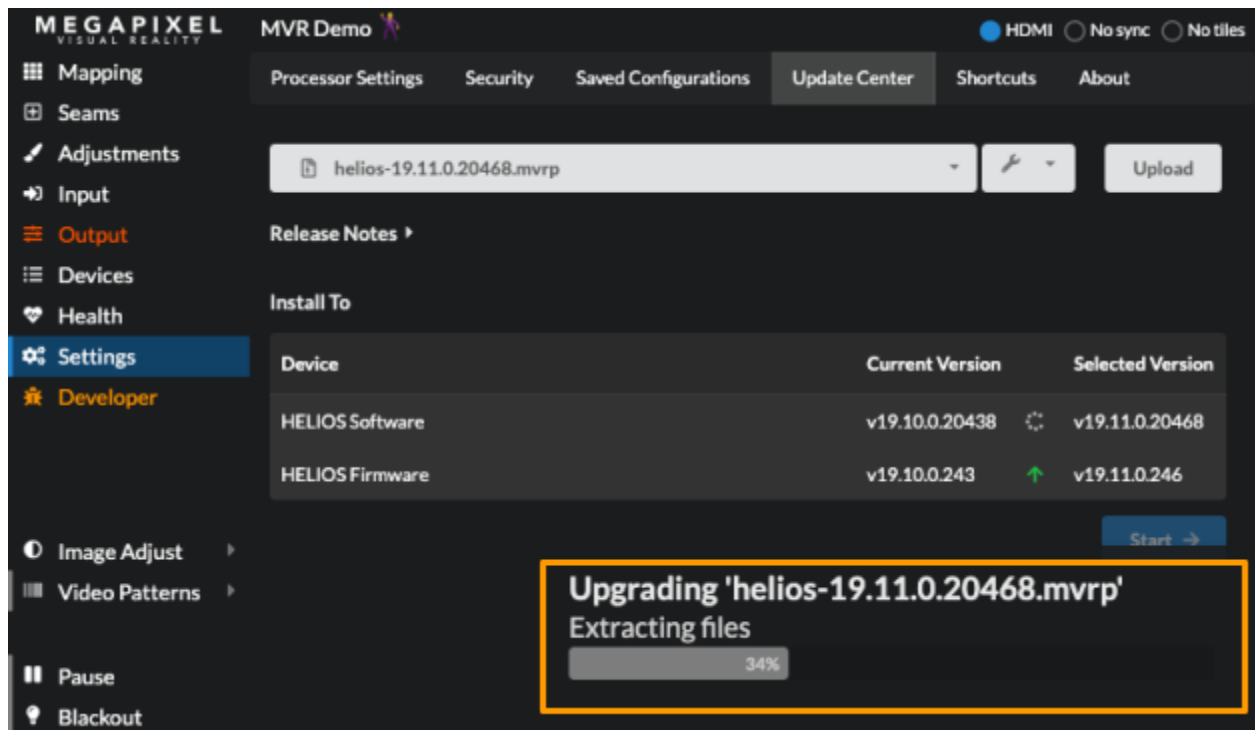 MEGAPIXEL
VISUAL REALITY
MVR Demo
HDMI
No sync
No tiles
Mapping
Seams
Adjustments
Input
Output
Devices
Health
Settings
Developer
Image Adjust
Video Patterns
Pause
Blackout
Processor Settings
Security
Saved Configurations
Update Center
Shortcuts
About
helios-19.11.0.20468.mvrp
Upload
Release Notes
Install To
Device Current Version Selected Version
HELIOS Software v19.10.0.20438 v19.11.0.20468
HELIOS Firmware v19.10.0.243 v19.11.0.246
Start →
Upgrading 'helios-19.11.0.20468.mvrp'
Extracting files
34%